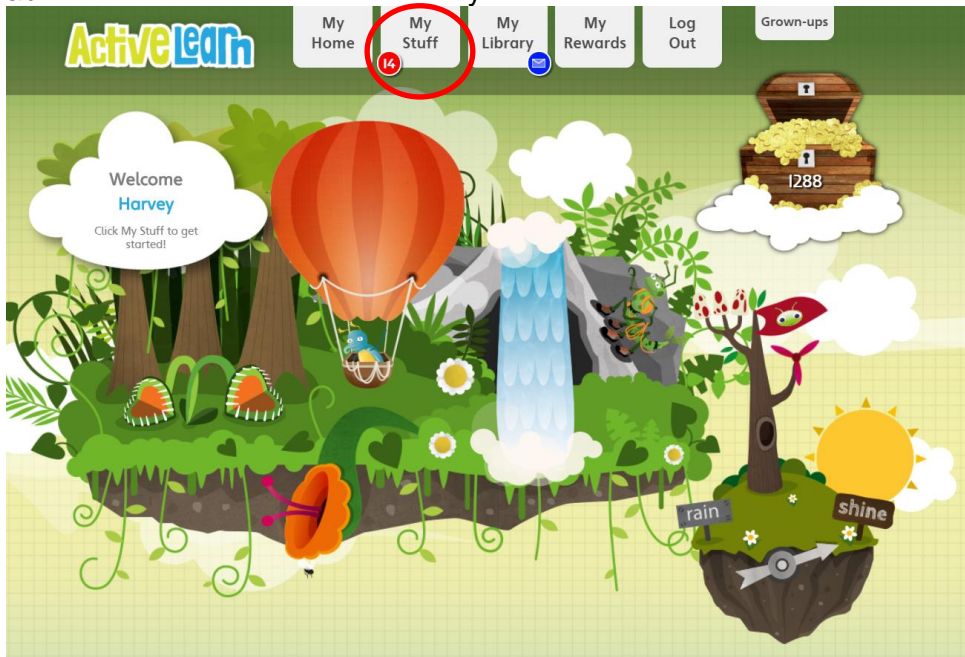 ActiveLearn
My Home
My Stuff
My Library
My Rewards
Log Out
Grown-ups
14
1288
Welcome
Harvey
Click My Stuff to get
started!
rain
shine